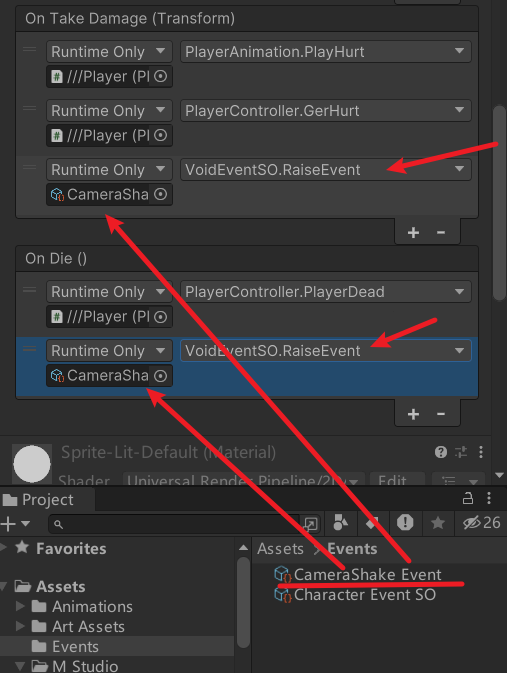 On Take Damage (Transform)
Runtime Only PlayerAnimation.PlayHurt
///Player (Pl
Runtime Only PlayerController.GerHurt
///Player (Pl
Runtime Only VoidEventSO.RaiseEvent
CameraSha
+ -
On Die ()
Runtime Only PlayerController.PlayerDead
///Player (Pl
Runtime Only VoidEventSO.RaiseEvent
CameraSha
+ -
Sprite-Lit-Default (Material)
Shader Universal Render Pipeline/2D Edit...
Project
+ 26
Favorites
Assets > Events
CameraShake Event
Character Event SO
Assets
Animations
Art Assets
Events
M Studio